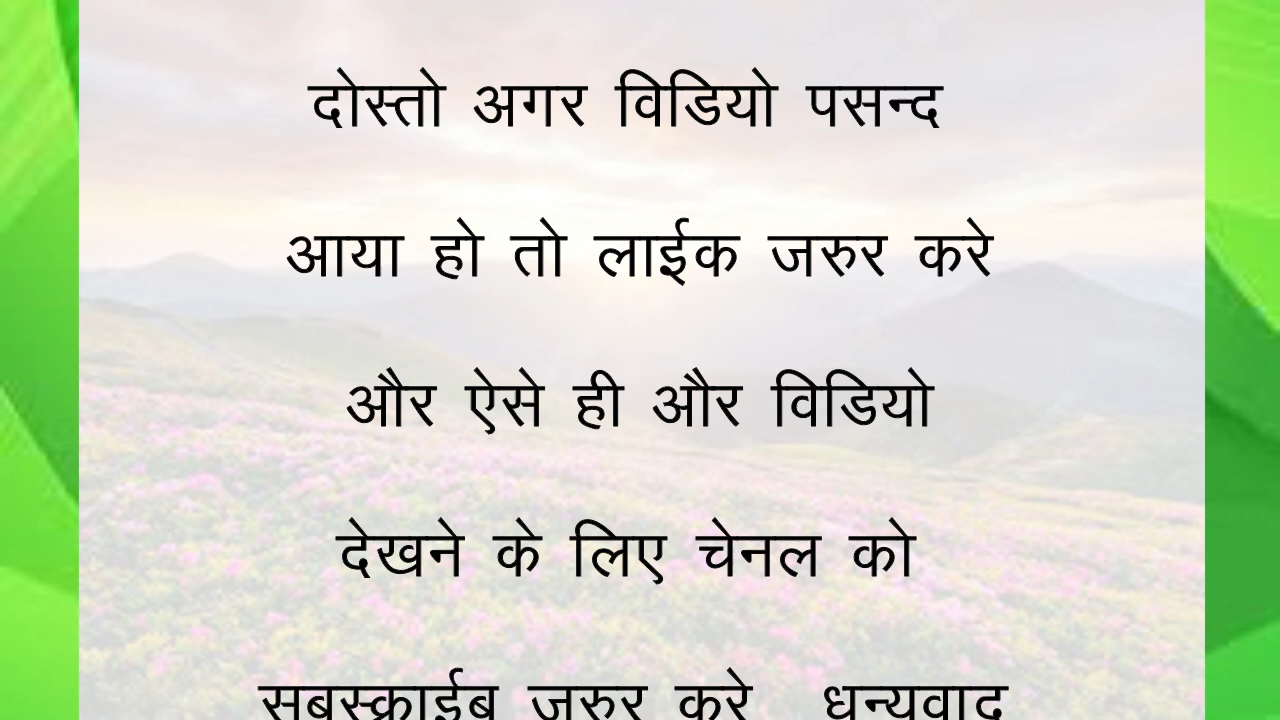 दोस्तो अगर विडियो पसन्द
आया हो तो लाईक जरुर करे
और ऐसे ही और विडियो
देखने के लिए चेनल को
सबस्क्राईब जरुर करे धन्यवाद